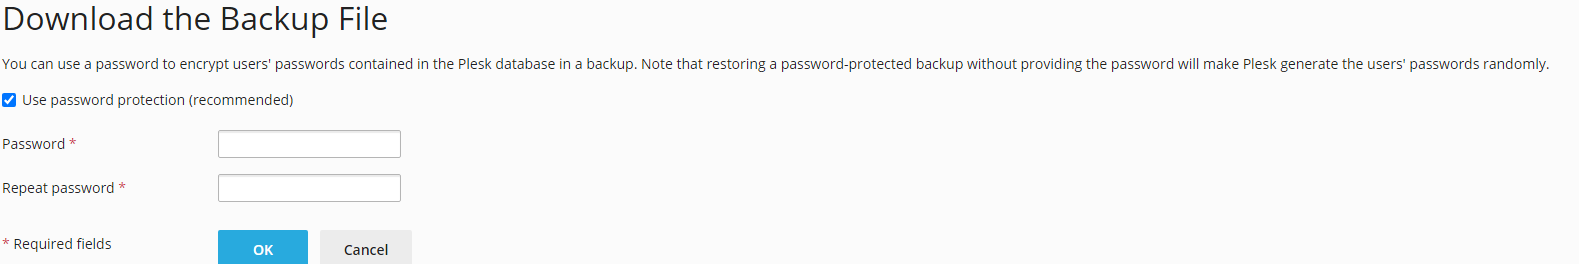 Download the Backup File
You can use a password to encrypt users' passwords contained in the Plesk database in a backup. Note that restoring a password-protected backup without providing the password will make Plesk generate the users' passwords randomly.
Use password protection (recommended)
Password *
Repeat password *
* Required fields
OK
Cancel